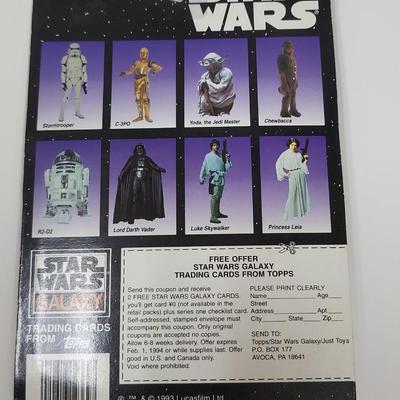 STAR
WARS
Stormtrooper
C-3PO
Yoda, the Jedi Master
Chewbacca
R2-D2
Lord Darth Vader
Luke Skywalker
Princess Leia
STAR
WARS
GALAXY
TRADING CARDS
FROM Topps
FREE OFFER
STAR WARS GALAXY
TRADING CARDS FROM TOPPS
Send this coupon and receive
2 FREE STAR WARS GALAXY CARDS.
you'll get card #0 (not available in the
retail packs) plus series one checklist card.
Self-addressed, stamped envelope must
accompany this coupon. Only original
coupons are accepted no copies.
Allow 6-8 weeks delivery. Offer expires
Feb. 1, 1994 or while supplies last. Offer
good in U.S. and Canada only.
Void where prohibited.
PLEASE PRINT CLEARLY
Name Age
Street
Address Apt
City State Zip
SEND TO:
Topps/Star Wars Galaxy/Just Toys
P.O. BOX 177
AVOCA, PA 18641
® ™ & © 1993 Lucasfilm Ltd